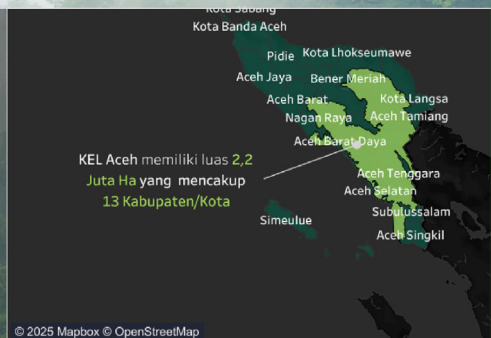 Kota Sabang
Kota Banda Aceh
Pidie
Kota Lhokseumawe
Aceh Jaya
Bener Meriah
Aceh Barat
Kota Langsa
Nagan Raya
Aceh Tamiang
Aceh Barat Daya
KEL Aceh memiliki luas 2,2
Juta Ha yang mencakup
13 Kabupaten/Kota
Aceh Tenggara
Aceh Selatan
Subulussalam
Simeulue
Aceh Singkil
© 2025 Mapbox © OpenStreetMap